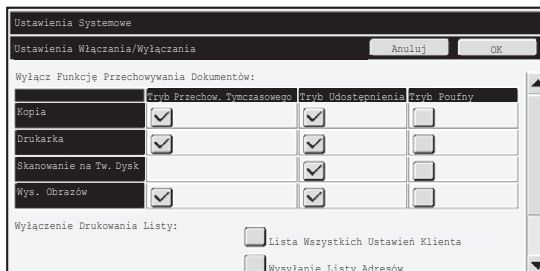 Ustawienia Systemowe
Ustawienia Włączania/Wyłączania Anuluj OK
Wyłącz Funkcję Przechowywania Dokumentów:
Tryb Przechow. Tymczasowego Tryb Udostępnienia Tryb Poufny
Kopia
Drukarka
Skanowanie na Tw. Dysk
Wys. Obrazów
Wyłączenie Drukowania Listy:
Lista Wszystkich Ustawień Klienta
Wysyłanie Listy Adresów